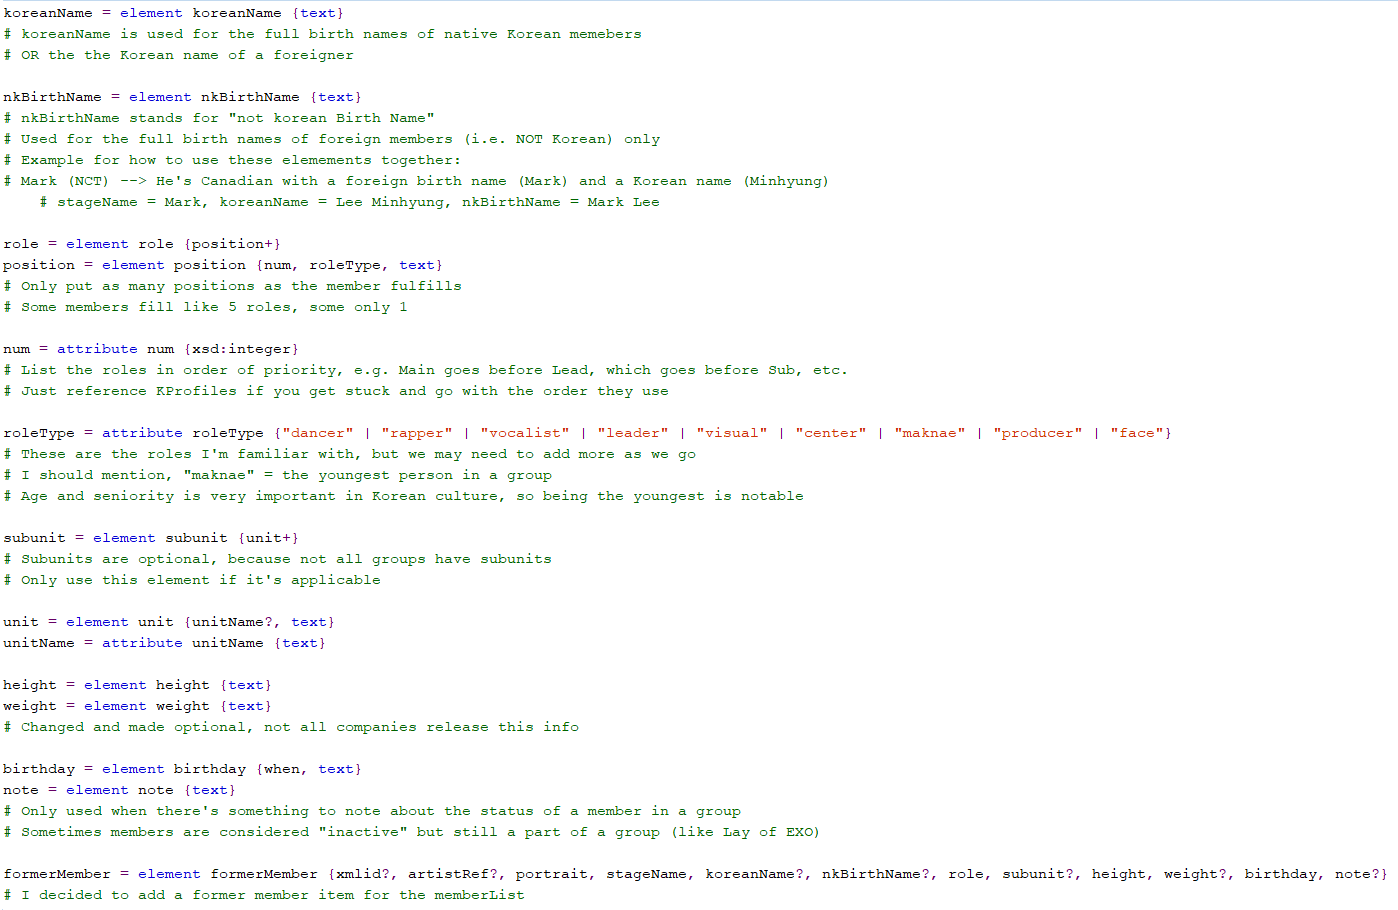 koreanName = element koreanName {text}
# koreanName is used for the full birth names of native Korean memebers
# OR the the Korean name of a foreigner
nkBirthName = element nkBirthName {text}
# nkBirthName stands for "not korean Birth Name"
# Used for the full birth names of foreign members (i.e. NOT Korean) only
# Example for how to use these elemements together:
# Mark (NCT) --> He's Canadian with a foreign birth name (Mark) and a Korean name (Minhyung)
# stageName = Mark, koreanName = Lee Minhyung, nkBirthName = Mark Lee
role = element role {position+}
position = element position {num, roleType, text}
# Only put as many positions as the member fulfills
# Some members fill like 5 roles, some only 1
num = attribute num {xsd:integer}
# List the roles in order of priority, e.g. Main goes before Lead, which goes before Sub, etc.
# Just reference KProfiles if you get stuck and go with the order they use
roleType = attribute roleType {"dancer" | "rapper" | "vocalist" | "leader" | "visual" | "center" | "maknae" | "producer" | "face"}
# These are the roles I'm familiar with, but we may need to add more as we go
# I should mention, "maknae" = the youngest person in a group
# Age and seniority is very important in Korean culture, so being the youngest is notable
subunit = element subunit {unit+}
# Subunits are optional, because not all groups have subunits
# Only use this element if it's applicable
unit = element unit {unitName?, text}
unitName = attribute unitName {text}
height = element height {text}
weight = element weight {text}
# Changed and made optional, not all companies release this info
birthday = element birthday {when, text}
note = element note {text}
# Only used when there's something to note about the status of a member in a group
# Sometimes members are considered "inactive" but still a part of a group (like Lay of EXO)
formerMember = element formerMember {xmlid?, artistRef?, portrait, stageName, koreanName?, nkBirthName?, role, subunit?, height, weight?, birthday, note?}
# I decided to add a former member item for the memberList